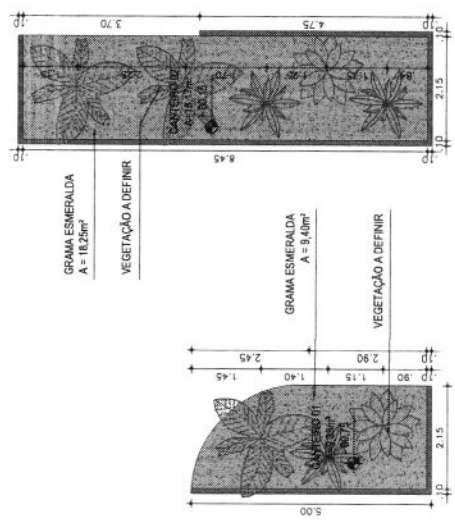 3.70
4.75
.10
.10
2.15
.10
8.45
CANTEIRO 02
GRAMA ESMERALDA
A = 18,25m²
VEGETAÇÃO A DEFINIR
GRAMA ESMERALDA
A = 9,40m²
VEGETAÇÃO A DEFINIR
2.45
2.90
.10
1.45
1.40
1.15
.90
.10
CANTEIRO 01
2.15
.10
5.00